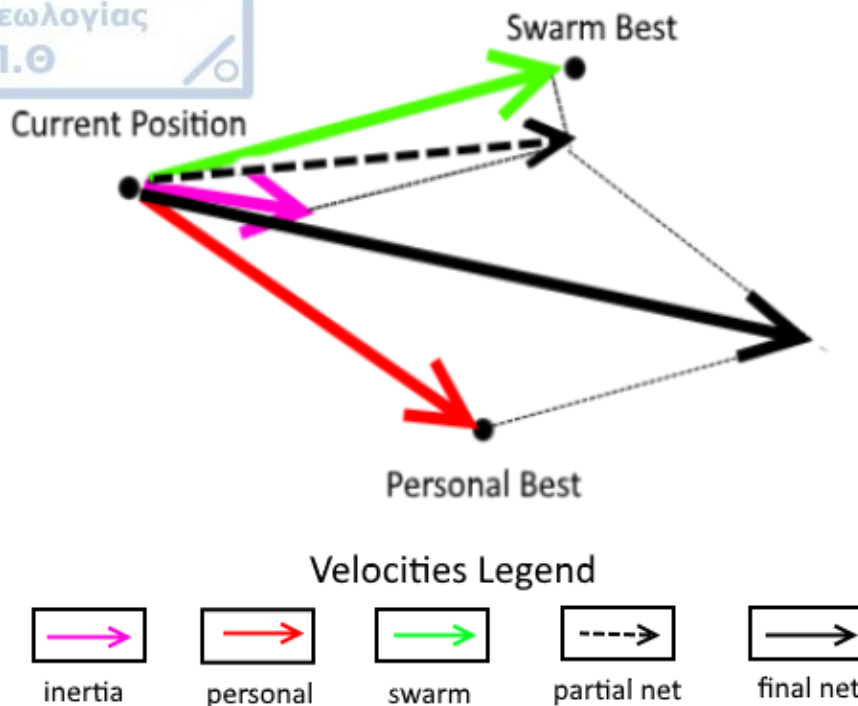 εωλογίας
Π.Θ
Swarm Best
Current Position
Personal Best
Velocities Legend
inertia
personal
swarm
partial net
final net